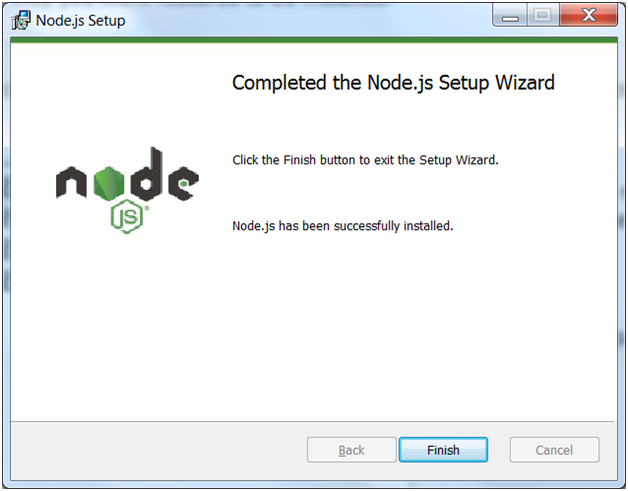 Node.js Setup
Completed the Node.js Setup Wizard
Click the Finish button to exit the Setup Wizard.
node
JS
Node.js has been successfully installed.
Back
Finish
Cancel